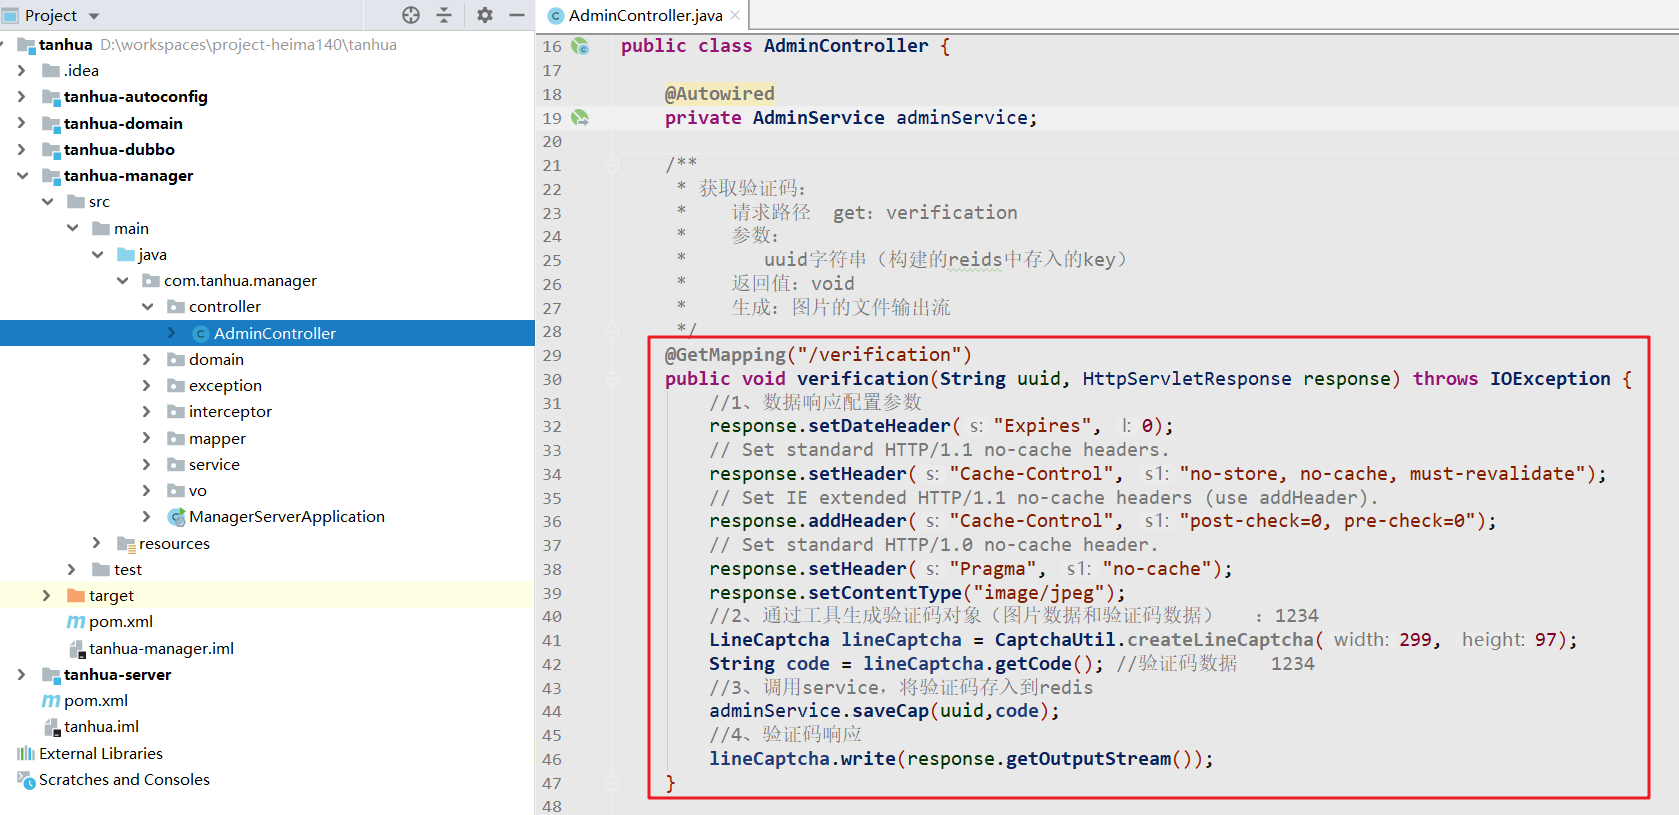 Project
tanhua D:\workspaces\project-heima140\tanhua
.idea
tanhua-autoconfig
tanhua-domain
tanhua-dubbo
tanhua-manager
src
main
java
com.tanhua.manager
controller
AdminController
domain
exception
interceptor
mapper
service
vo
ManagerServerApplication
resources
test
target
pom.xml
tanhua-manager.iml
tanhua-server
pom.xml
tanhua.iml
External Libraries
Scratches and Consoles
AdminController.java
16 public class AdminController {
17
18 @Autowired
19 private AdminService adminService;
20
21 /**
22 * 获取验证码：
23 * 请求路径 get：verification
24 * 参数：
25 * uuid字符串（构建的reids中存入的key）
26 * 返回值：void
27 * 生成：图片的文件输出流
28 */
29 @GetMapping("/verification")
30 public void verification(String uuid, HttpServletResponse response) throws IOException {
31 //1、数据响应配置参数
32 response.setDateHeader( s: "Expires", l: 0);
33 // Set standard HTTP/1.1 no-cache headers.
34 response.setHeader( s: "Cache-Control", s1: "no-store, no-cache, must-revalidate");
35 // Set IE extended HTTP/1.1 no-cache headers (use addHeader).
36 response.addHeader( s: "Cache-Control", s1: "post-check=0, pre-check=0");
37 // Set standard HTTP/1.0 no-cache header.
38 response.setHeader( s: "Pragma", s1: "no-cache");
39 response.setContentType("image/jpeg");
40 //2、通过工具生成验证码对象（图片数据和验证码数据） ：1234
41 LineCaptcha lineCaptcha = CaptchaUtil.createLineCaptcha( width: 299, height: 97);
42 String code = lineCaptcha.getCode(); //验证码数据 1234
43 //3、调用service，将验证码存入到redis
44 adminService.saveCap(uuid,code);
45 //4、验证码响应
46 lineCaptcha.write(response.getOutputStream());
47 }
48